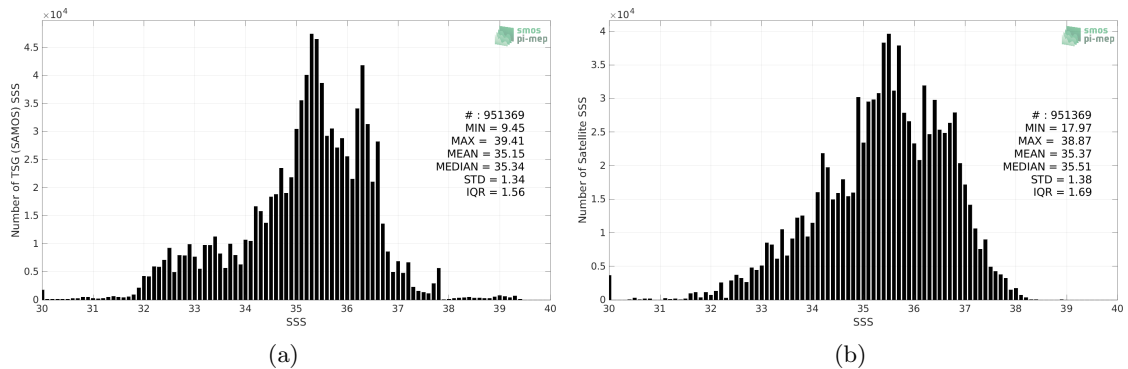 ×10⁴
smos
pi-mep
4.5
4
3.5
3
2.5
2
1.5
1
0.5
0
Number of TSG (SAMOS) SSS
# : 951369
MIN = 9.45
MAX = 39.41
MEAN = 35.15
MEDIAN = 35.34
STD = 1.34
IQR = 1.56
30 31 32 33 34 35 36 37 38 39 40
SSS
(a)
×10⁴
smos
pi-mep
4
3.5
3
2.5
2
1.5
1
0.5
0
Number of Satellite SSS
# : 951369
MIN = 17.97
MAX = 38.87
MEAN = 35.37
MEDIAN = 35.51
STD = 1.38
IQR = 1.69
30 31 32 33 34 35 36 37 38 39 40
SSS
(b)